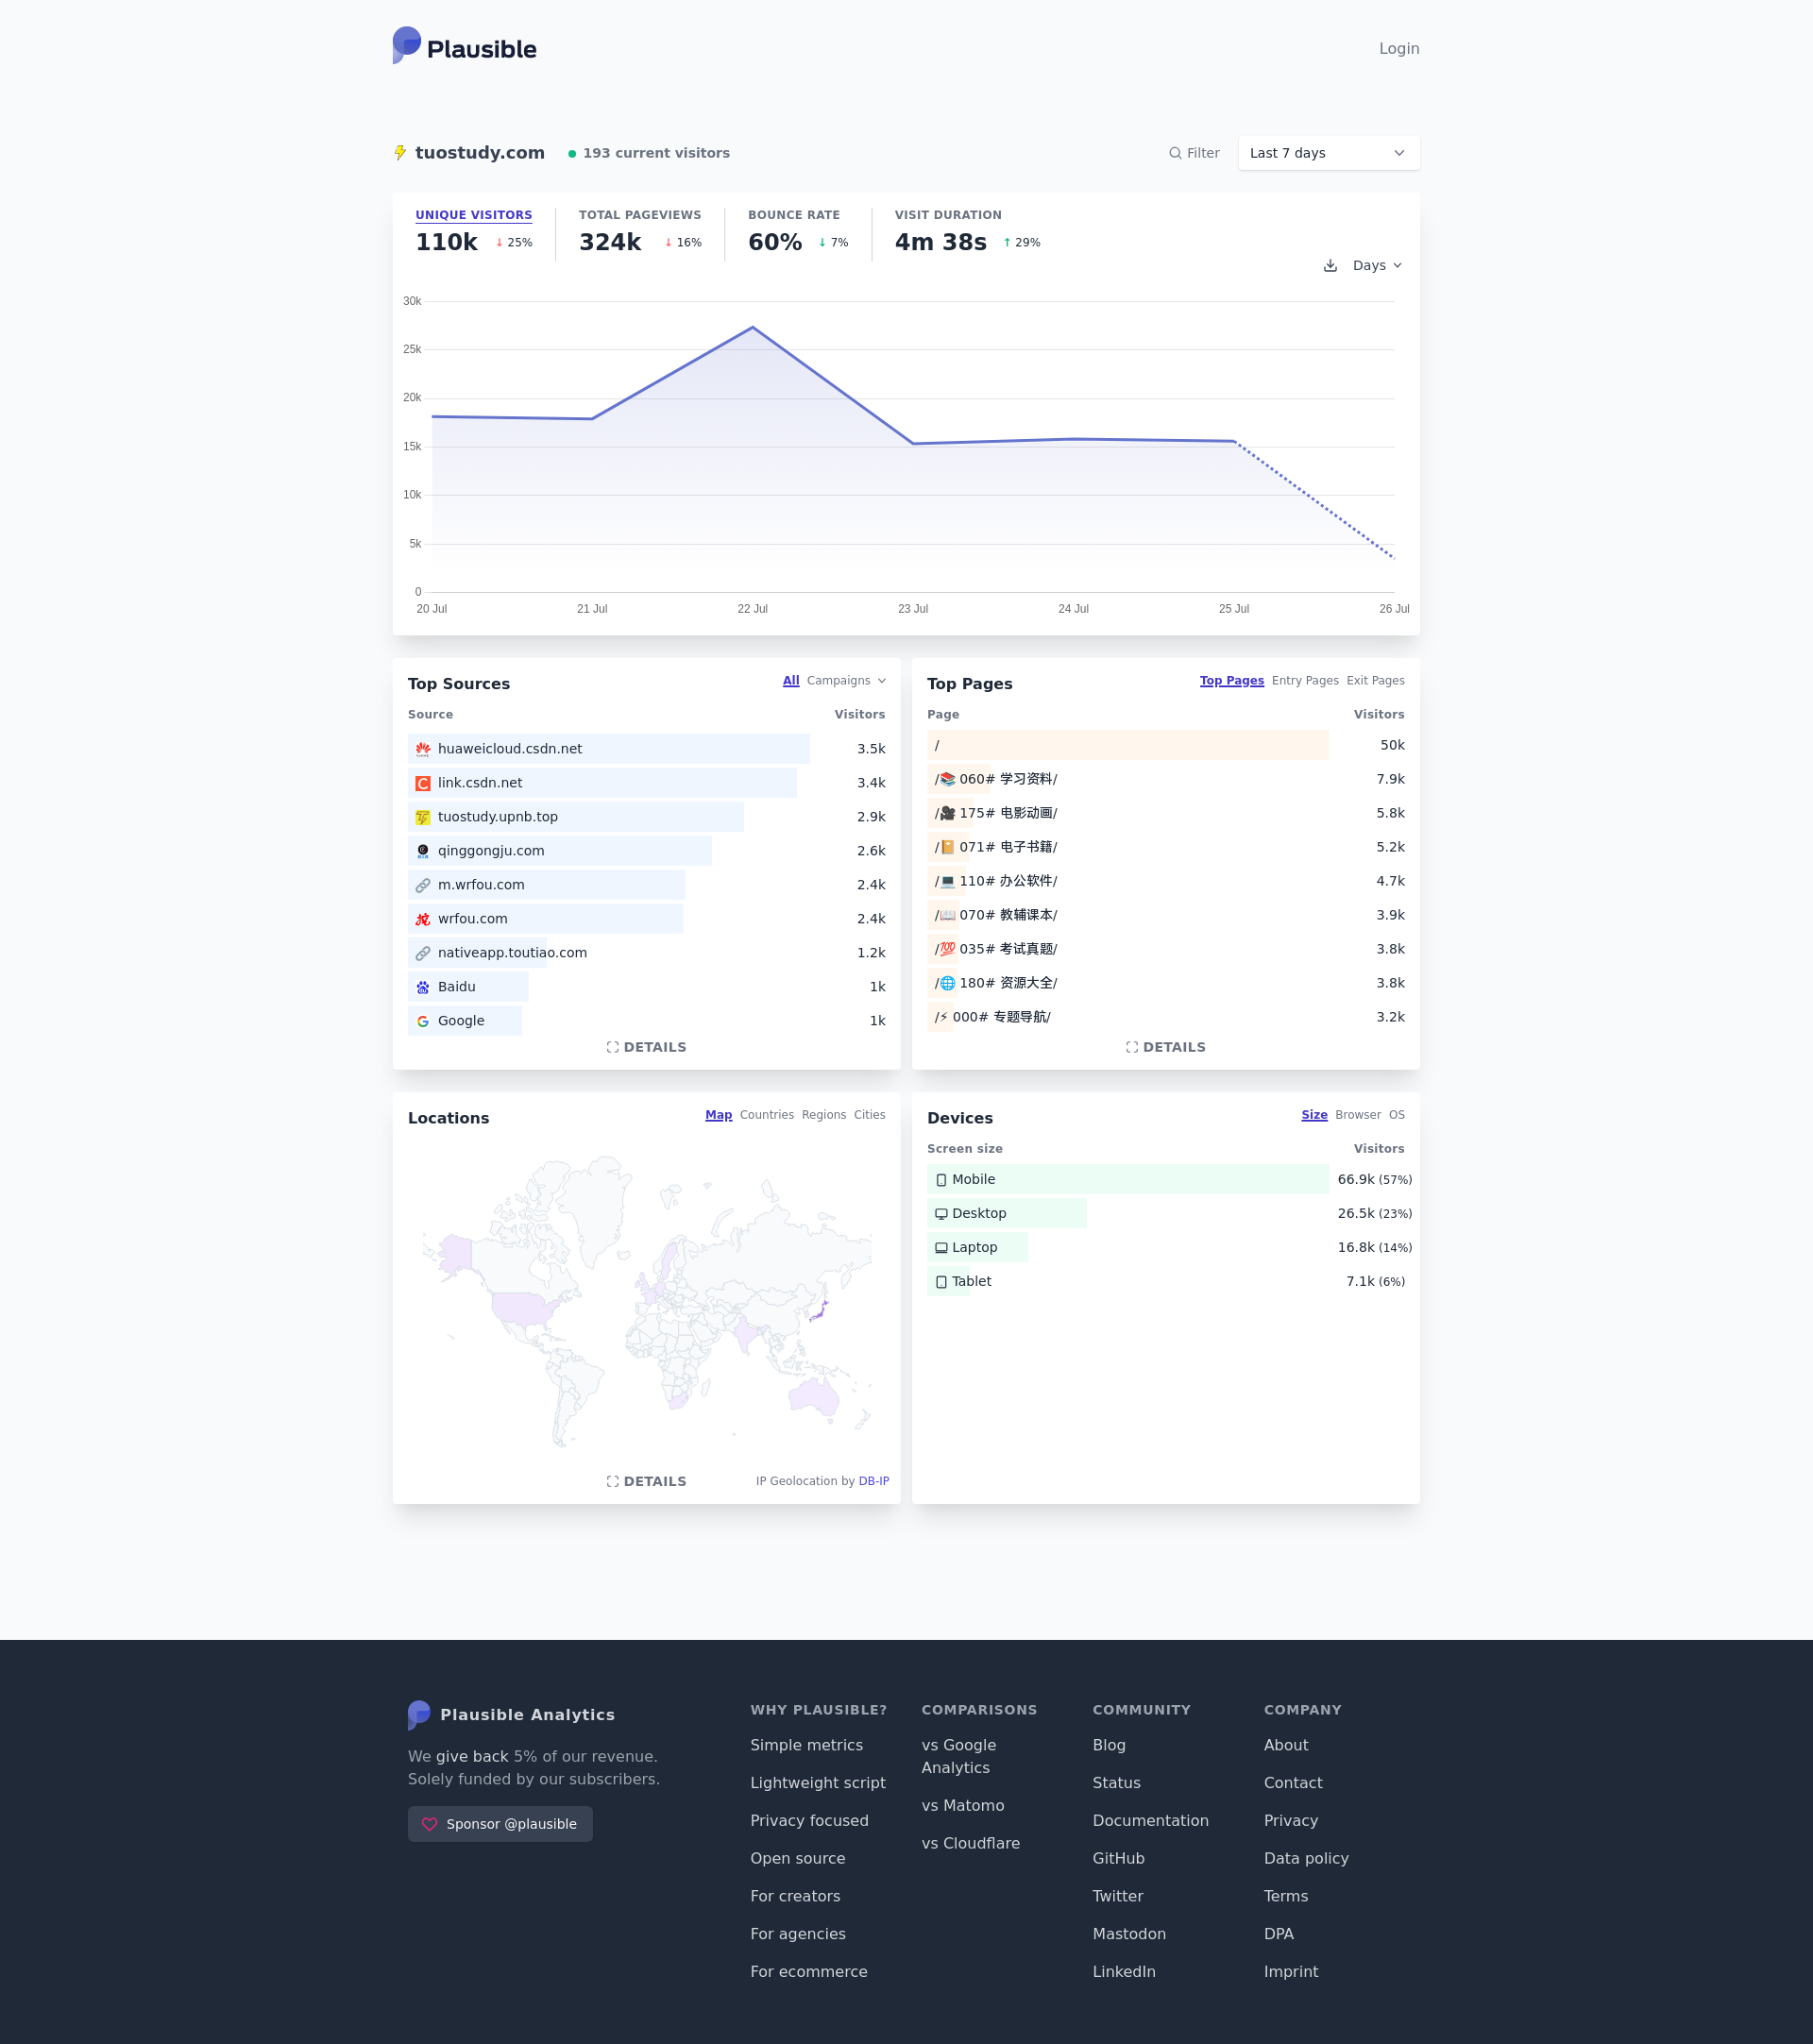 Plausible
Login
tuostudy.com
193 current visitors
Filter
Last 7 days
UNIQUE VISITORS
110k ↓ 25%
TOTAL PAGEVIEWS
324k ↓ 16%
BOUNCE RATE
60% ↓ 7%
VISIT DURATION
4m 38s ↑ 29%
Days
30k
25k
20k
15k
10k
5k
0
20 Jul 21 Jul 22 Jul 23 Jul 24 Jul 25 Jul 26 Jul
Top Sources
All Campaigns
Source Visitors
huaweicloud.csdn.net 3.5k
link.csdn.net 3.4k
tuostudy.upnb.top 2.9k
qinggongju.com 2.6k
m.wrfou.com 2.4k
wrfou.com 2.4k
nativeapp.toutiao.com 1.2k
Baidu 1k
Google 1k
DETAILS
Top Pages
Top Pages Entry Pages Exit Pages
Page Visitors
/ 50k
/📚 060# 学习资料/ 7.9k
/🎥 175# 电影动画/ 5.8k
/📔 071# 电子书籍/ 5.2k
/💻 110# 办公软件/ 4.7k
/📖 070# 教辅课本/ 3.9k
/💯 035# 考试真题/ 3.8k
/🌐 180# 资源大全/ 3.8k
/⚡ 000# 专题导航/ 3.2k
DETAILS
Locations
Map Countries Regions Cities
DETAILS
IP Geolocation by DB-IP
Devices
Size Browser OS
Screen size Visitors
Mobile 66.9k (57%)
Desktop 26.5k (23%)
Laptop 16.8k (14%)
Tablet 7.1k (6%)
Plausible Analytics
We give back 5% of our revenue.
Solely funded by our subscribers.
Sponsor @plausible
WHY PLAUSIBLE?
Simple metrics
Lightweight script
Privacy focused
Open source
For creators
For agencies
For ecommerce
COMPARISONS
vs Google
Analytics
vs Matomo
vs Cloudflare
COMMUNITY
Blog
Status
Documentation
GitHub
Twitter
Mastodon
LinkedIn
COMPANY
About
Contact
Privacy
Data policy
Terms
DPA
Imprint